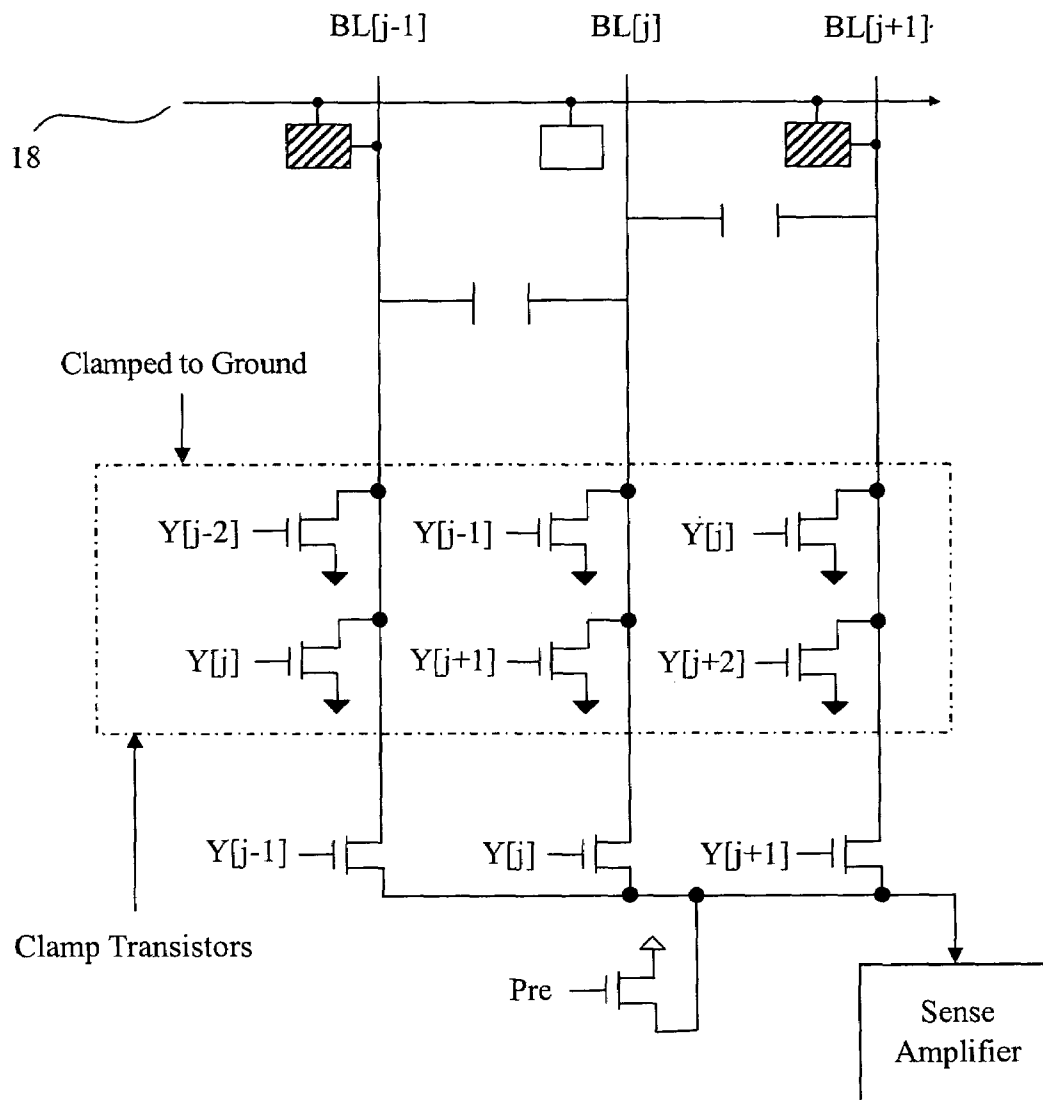 BL[j-1] BL[j] BL[j+1]
18
Clamped to Ground
Y[j-2] Y[j-1] Y[j]
Y[j] Y[j+1] Y[j+2]
Y[j-1] Y[j] Y[j+1]
Clamp Transistors
Pre
Sense
Amplifier